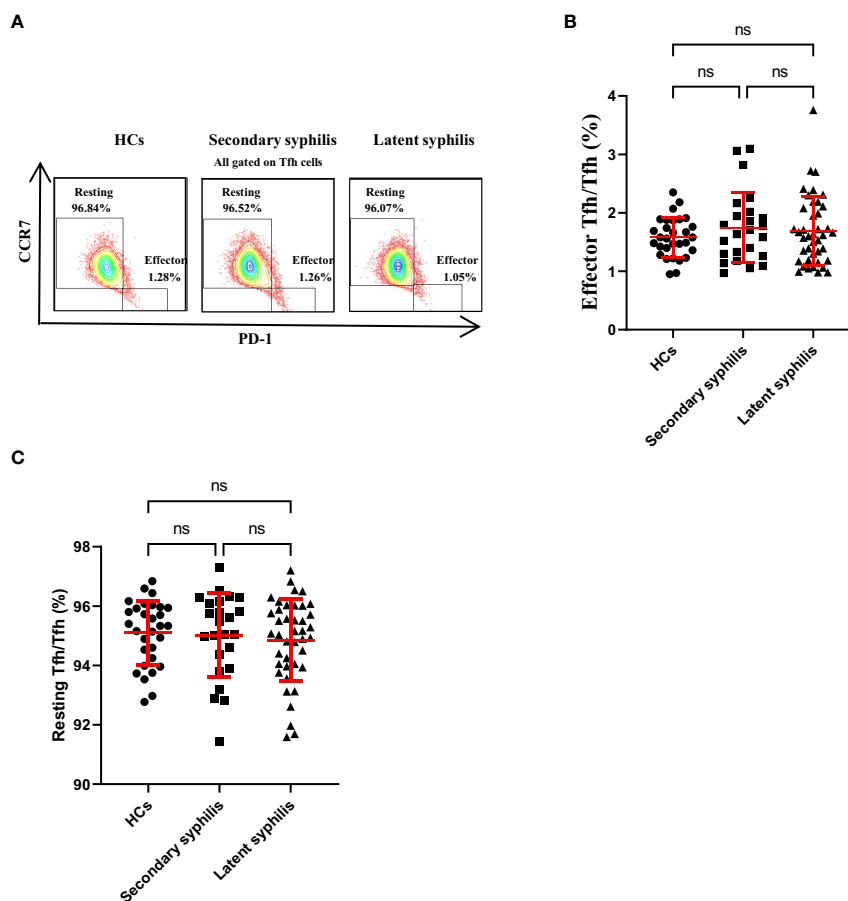 A
HCs
Secondary syphilis
Latent syphilis
All gated on Tfh cells
Resting
96.84%
Effector
1.28%
Resting
96.52%
Effector
1.26%
Resting
96.07%
Effector
1.05%
CCR7
PD-1
B
ns
ns
ns
Effector Tfh/Tfh (%)
4
3
2
1
0
HCs
Secondary syphilis
Latent syphilis
C
ns
ns
ns
Resting Tfh/Tfh (%)
98
96
94
92
90
HCs
Secondary syphilis
Latent syphilis